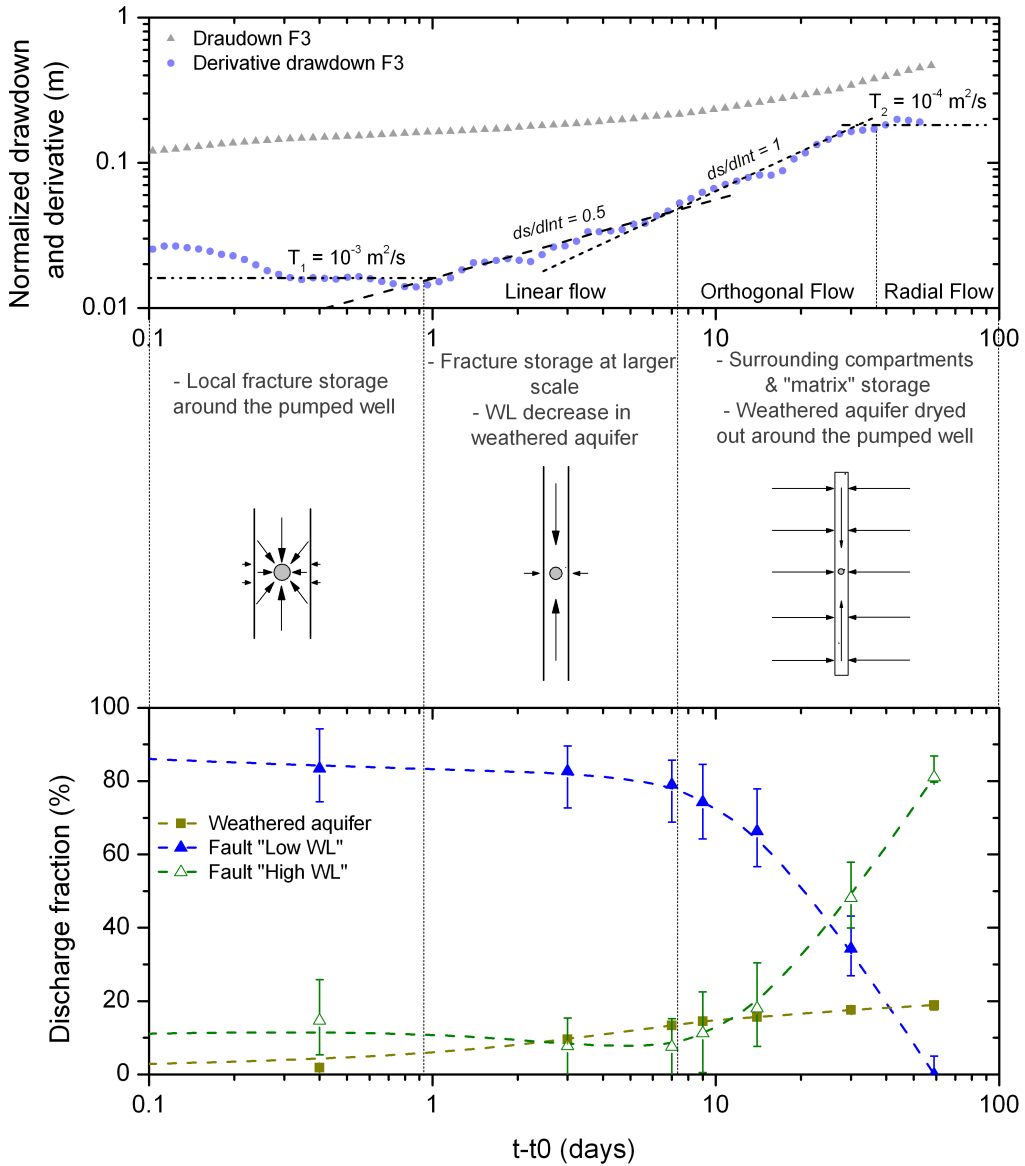 Normalized drawdown
and derivative (m)
1
0.1
0.01
Draudown F3
Derivative drawdown F3
T1 = 10-3 m2/s
ds/dlnt = 0.5
ds/dlnt = 1
T2 = 10-4 m2/s
Linear flow
Orthogonal Flow
Radial Flow
0.1 1 10 100
- Local fracture storage
around the pumped well
- Fracture storage at larger
scale
- WL decrease in
weathered aquifer
- Surrounding compartments
& "matrix" storage
- Weathered aquifer dryed
out around the pumped well
Discharge fraction (%)
100
80
60
40
20
0
Weathered aquifer
Fault "Low WL"
Fault "High WL"
0.1 1 10 100
t-t0 (days)